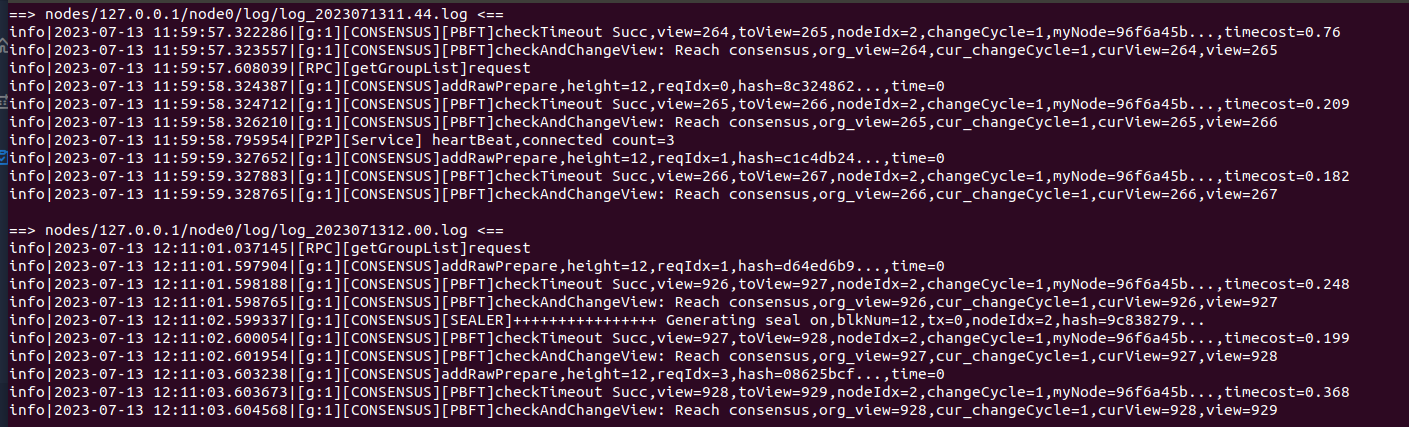 ==> nodes/127.0.0.1/node0/log/log_2023071311.44.log <==
info|2023-07-13 11:59:57.322286|[g:1][CONSENSUS][PBFT]checkTimeout Succ,view=264,toView=265,nodeIdx=2,changeCycle=1,myNode=96f6a45b...,timecost=0.76
info|2023-07-13 11:59:57.323557|[g:1][CONSENSUS][PBFT]checkAndChangeView: Reach consensus,org_view=264,cur_changeCycle=1,curView=264,view=265
info|2023-07-13 11:59:57.608039|[RPC][getGroupList]request
info|2023-07-13 11:59:58.324387|[g:1][CONSENSUS]addRawPrepare,height=12,reqIdx=0,hash=8c324862...,time=0
info|2023-07-13 11:59:58.324712|[g:1][CONSENSUS][PBFT]checkTimeout Succ,view=265,toView=266,nodeIdx=2,changeCycle=1,myNode=96f6a45b...,timecost=0.209
info|2023-07-13 11:59:58.326210|[g:1][CONSENSUS][PBFT]checkAndChangeView: Reach consensus,org_view=265,cur_changeCycle=1,curView=265,view=266
info|2023-07-13 11:59:58.795954|[P2P][Service] heartBeat,connected count=3
info|2023-07-13 11:59:59.327652|[g:1][CONSENSUS]addRawPrepare,height=12,reqIdx=1,hash=c1c4db24...,time=0
info|2023-07-13 11:59:59.327883|[g:1][CONSENSUS][PBFT]checkTimeout Succ,view=266,toView=267,nodeIdx=2,changeCycle=1,myNode=96f6a45b...,timecost=0.182
info|2023-07-13 11:59:59.328765|[g:1][CONSENSUS][PBFT]checkAndChangeView: Reach consensus,org_view=266,cur_changeCycle=1,curView=266,view=267

==> nodes/127.0.0.1/node0/log/log_2023071312.00.log <==
info|2023-07-13 12:11:01.037145|[RPC][getGroupList]request
info|2023-07-13 12:11:01.597904|[g:1][CONSENSUS]addRawPrepare,height=12,reqIdx=1,hash=d64ed6b9...,time=0
info|2023-07-13 12:11:01.598188|[g:1][CONSENSUS][PBFT]checkTimeout Succ,view=926,toView=927,nodeIdx=2,changeCycle=1,myNode=96f6a45b...,timecost=0.248
info|2023-07-13 12:11:01.598765|[g:1][CONSENSUS][PBFT]checkAndChangeView: Reach consensus,org_view=926,cur_changeCycle=1,curView=926,view=927
info|2023-07-13 12:11:02.599337|[g:1][CONSENSUS][SEALER]++++++++++++++++ Generating seal on,blkNum=12,tx=0,nodeIdx=2,hash=9c838279...
info|2023-07-13 12:11:02.600054|[g:1][CONSENSUS][PBFT]checkTimeout Succ,view=927,toView=928,nodeIdx=2,changeCycle=1,myNode=96f6a45b...,timecost=0.199
info|2023-07-13 12:11:02.601954|[g:1][CONSENSUS][PBFT]checkAndChangeView: Reach consensus,org_view=927,cur_changeCycle=1,curView=927,view=928
info|2023-07-13 12:11:03.603238|[g:1][CONSENSUS]addRawPrepare,height=12,reqIdx=3,hash=08625bcf...,time=0
info|2023-07-13 12:11:03.603673|[g:1][CONSENSUS][PBFT]checkTimeout Succ,view=928,toView=929,nodeIdx=2,changeCycle=1,myNode=96f6a45b...,timecost=0.368
info|2023-07-13 12:11:03.604568|[g:1][CONSENSUS][PBFT]checkAndChangeView: Reach consensus,org_view=928,cur_changeCycle=1,curView=928,view=929